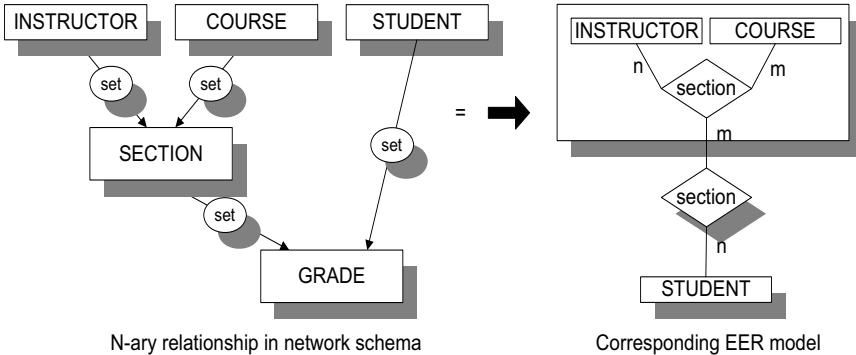 INSTRUCTOR
COURSE
STUDENT
set
set
SECTION
set
set
GRADE
N-ary relationship in network schema
=
INSTRUCTOR
COURSE
n
m
section
m
section
n
STUDENT
Corresponding EER model